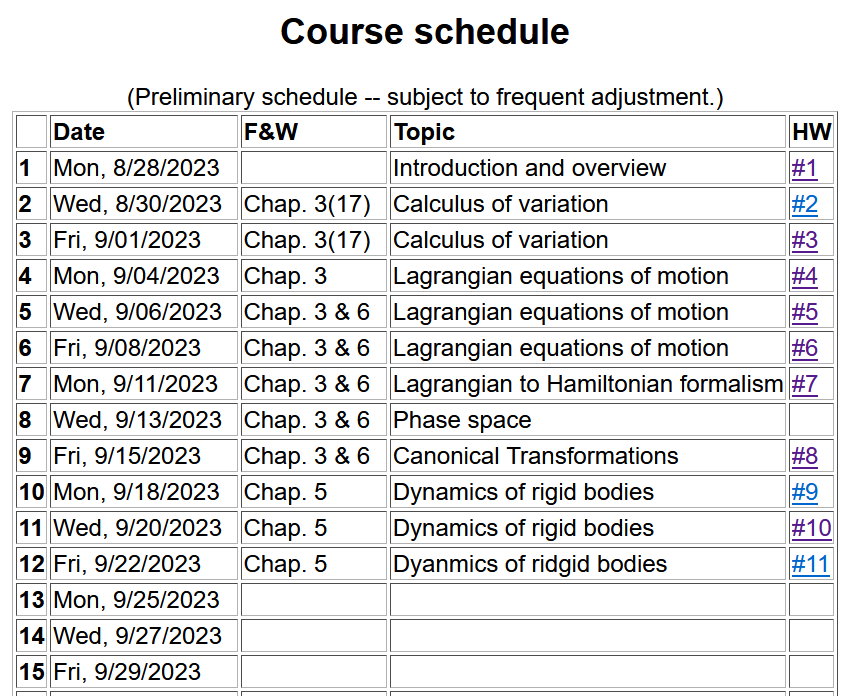 Course schedule
(Preliminary schedule -- subject to frequent adjustment.)
Date F&W Topic HW
1 Mon, 8/28/2023 Introduction and overview #1
2 Wed, 8/30/2023 Chap. 3(17) Calculus of variation #2
3 Fri, 9/01/2023 Chap. 3(17) Calculus of variation #3
4 Mon, 9/04/2023 Chap. 3 Lagrangian equations of motion #4
5 Wed, 9/06/2023 Chap. 3 & 6 Lagrangian equations of motion #5
6 Fri, 9/08/2023 Chap. 3 & 6 Lagrangian equations of motion #6
7 Mon, 9/11/2023 Chap. 3 & 6 Lagrangian to Hamiltonian formalism #7
8 Wed, 9/13/2023 Chap. 3 & 6 Phase space
9 Fri, 9/15/2023 Chap. 3 & 6 Canonical Transformations #8
10 Mon, 9/18/2023 Chap. 5 Dynamics of rigid bodies #9
11 Wed, 9/20/2023 Chap. 5 Dynamics of rigid bodies #10
12 Fri, 9/22/2023 Chap. 5 Dyanmics of ridgid bodies #11
13 Mon, 9/25/2023
14 Wed, 9/27/2023
15 Fri, 9/29/2023